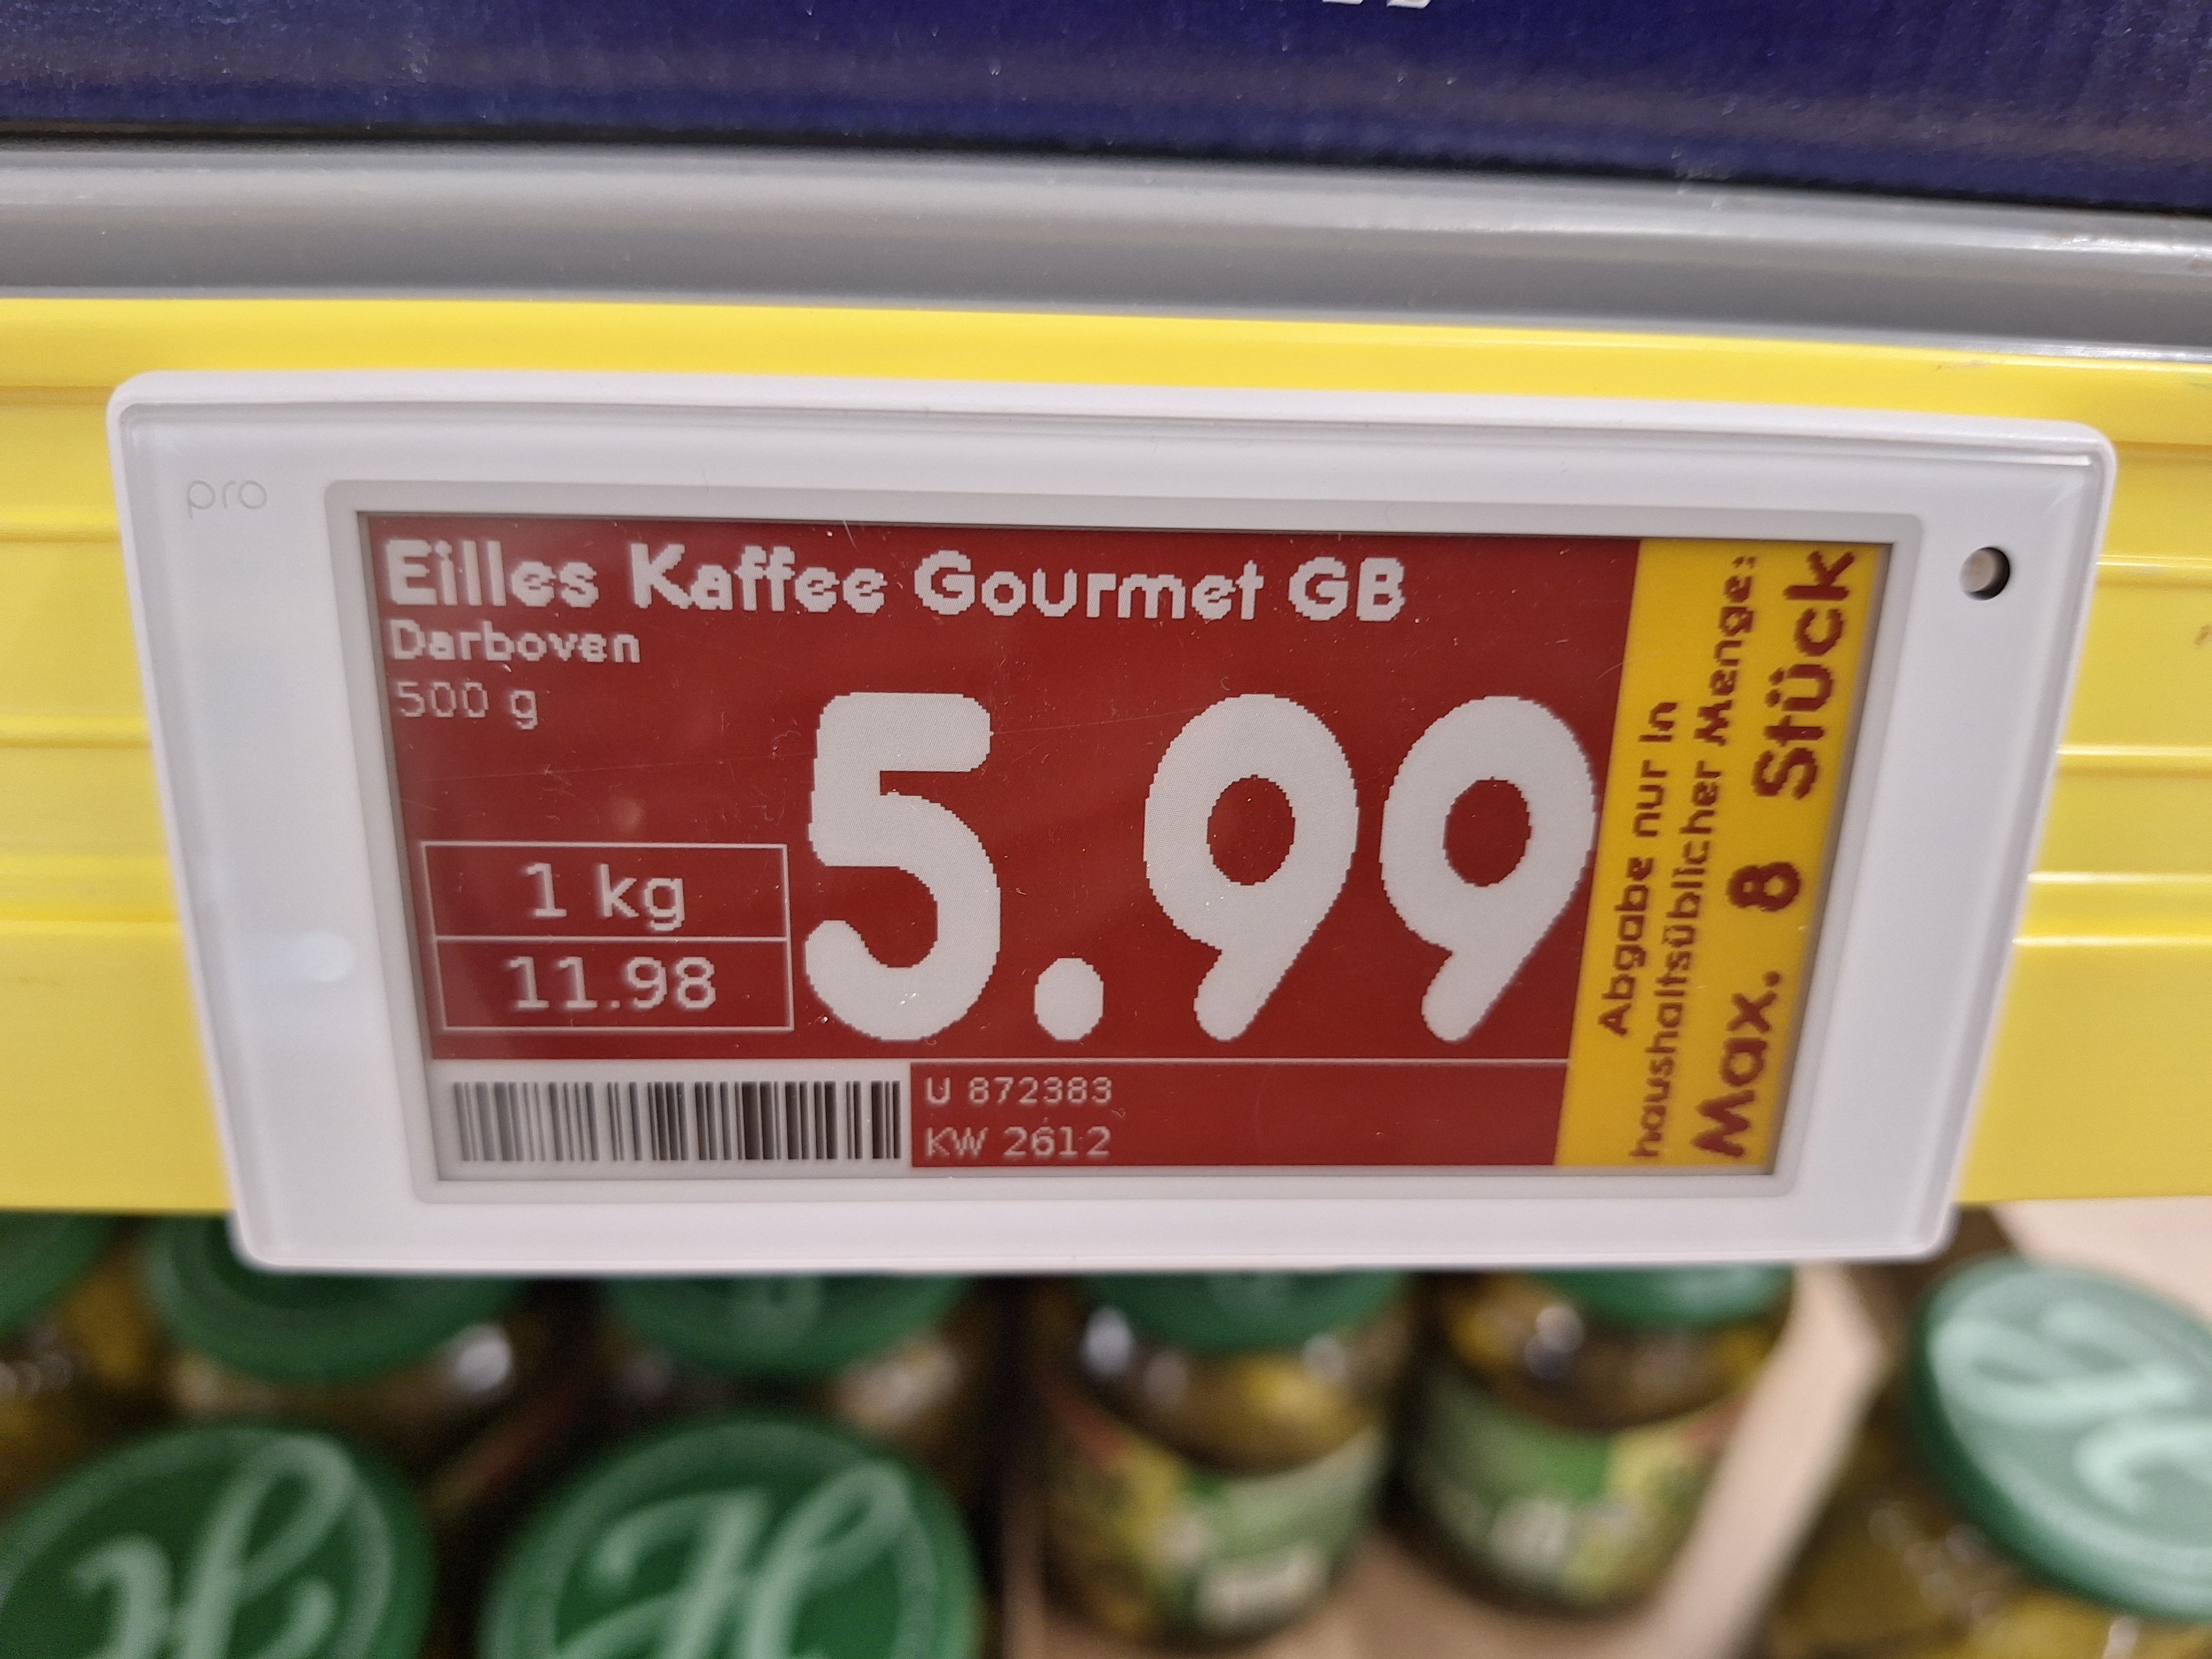 pro
Eilles Kaffee Gourmet GB
Darboven
500 g
5.99
1 kg
11.98
U 872383
KW 2612
Abgabe nur in
haushaltsüblicher Menge:
Max. 8 Stück